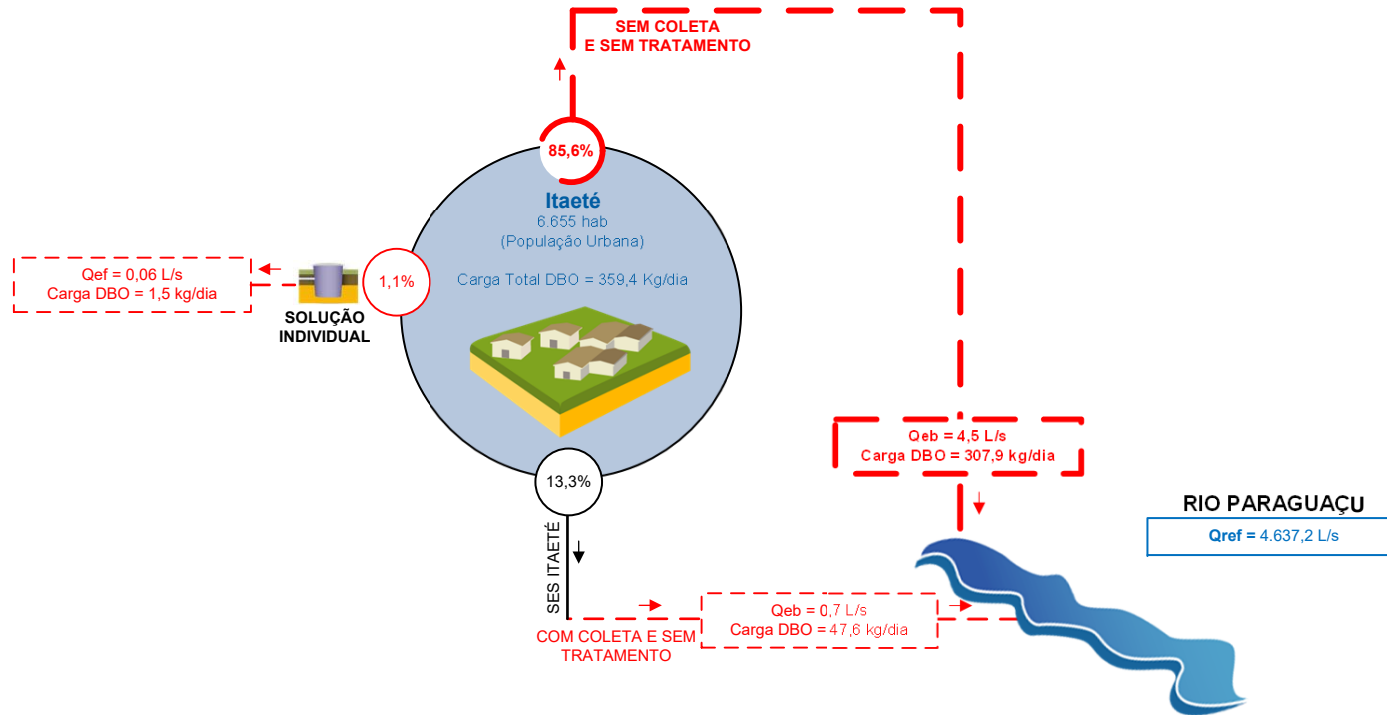 SEM COLETA
E SEM TRATAMENTO
85,6%
Itaeté
6.655 hab
(População Urbana)
Carga Total DBO = 359,4 Kg/dia
1,1%
Qef = 0,06 L/s
Carga DBO = 1,5 kg/dia
SOLUÇÃO
INDIVIDUAL
13,3%
SES ITAETÉ
COM COLETA E SEM
TRATAMENTO
Qeb = 0,7 L/s
Carga DBO = 47,6 kg/dia
Qeb = 4,5 L/s
Carga DBO = 307,9 kg/dia
RIO PARAGUAÇU
Qref = 4.637,2 L/s